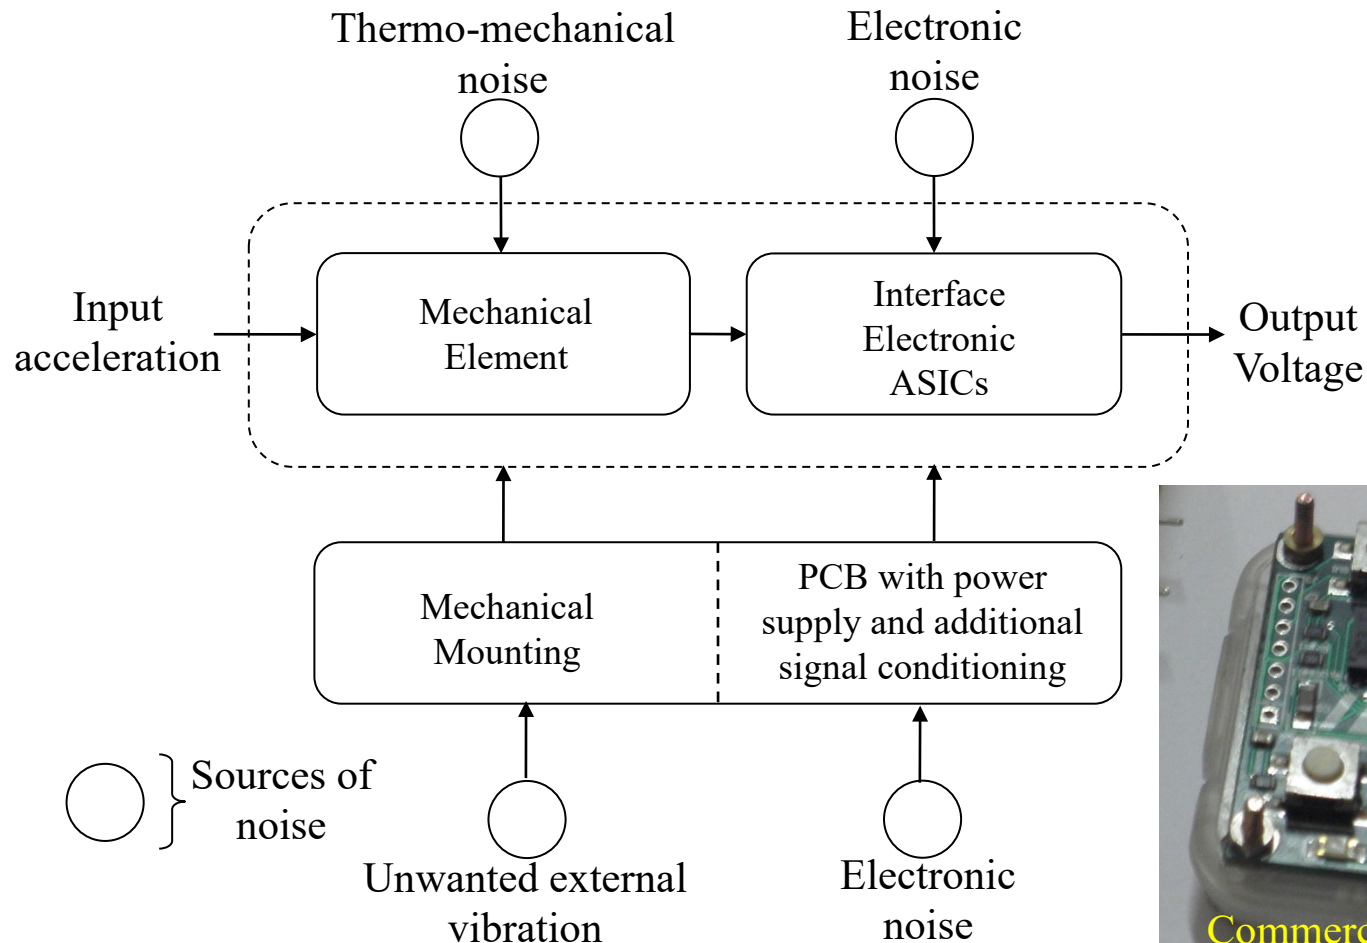 Thermo-mechanical
noise
Electronic
noise
Input
acceleration
Mechanical
Element
Interface
Electronic
ASICs
Output
Voltage
Mechanical
Mounting
PCB with power
supply and additional
signal conditioning
Sources of
noise
Unwanted external
vibration
Electronic
noise